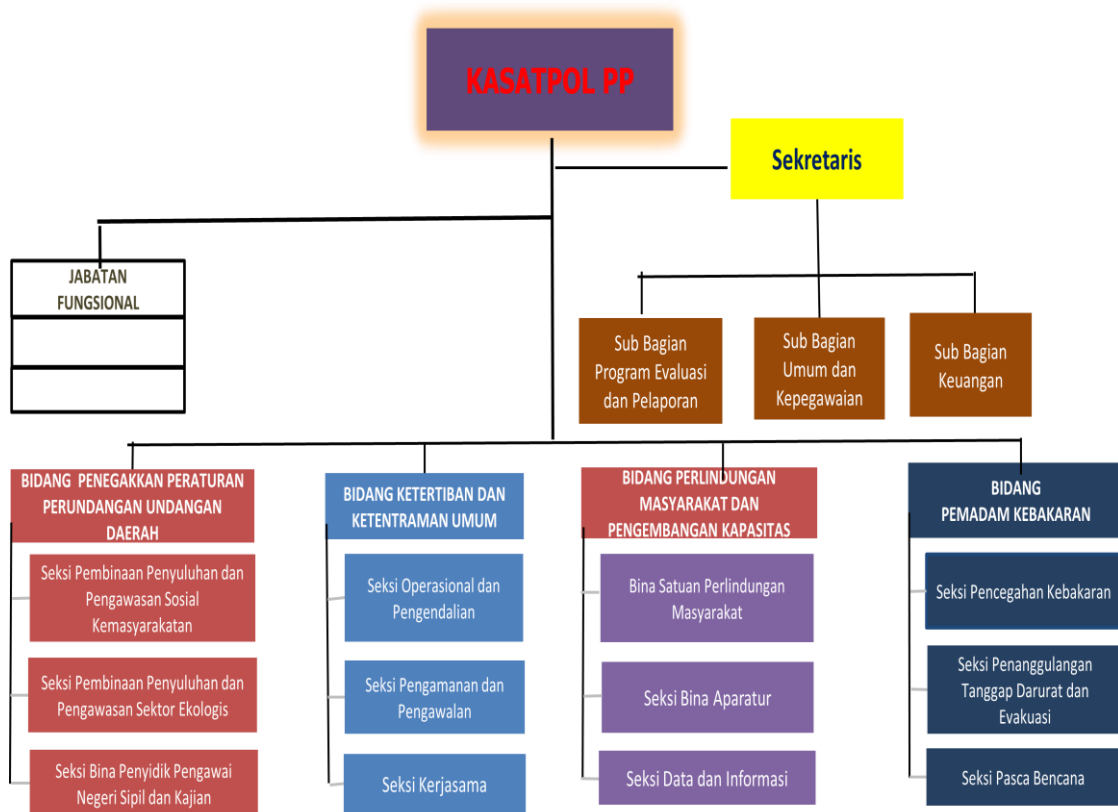 KASATPOL PP
Sekretaris
JABATAN
FUNGSIONAL
Sub Bagian
Program Evaluasi
dan Pelaporan
Sub Bagian
Umum dan
Kepegawaian
Sub Bagian
Keuangan
BIDANG PENEGAKKAN PERATURAN
PERUNDANGAN UNDANGAN
DAERAH
Seksi Pembinaan Penyuluhan dan
Pengawasan Sosial
Kemasyarakatan
Seksi Pembinaan Penyuluhan dan
Pengawasan Sektor Ekologis
Seksi Bina Penyidik Pengawai
Negeri Sipil dan Kajian
BIDANG KETERTIBAN DAN
KETENTRAMAN UMUM
Seksi Operasional dan
Pengendalian
Seksi Pengamanan dan
Pengawalan
Seksi Kerjasama
BIDANG PERLINDUNGAN
MASYARAKAT DAN
PENGEMBANGAN KAPASITAS
Bina Satuan Perlindungan
Masyarakat
Seksi Bina Aparatur
Seksi Data dan Informasi
BIDANG
PEMADAM KEBAKARAN
Seksi Pencegahan Kebakaran
Seksi Penanggulangan
Tanggap Darurat dan
Evakuasi
Seksi Pasca Bencana